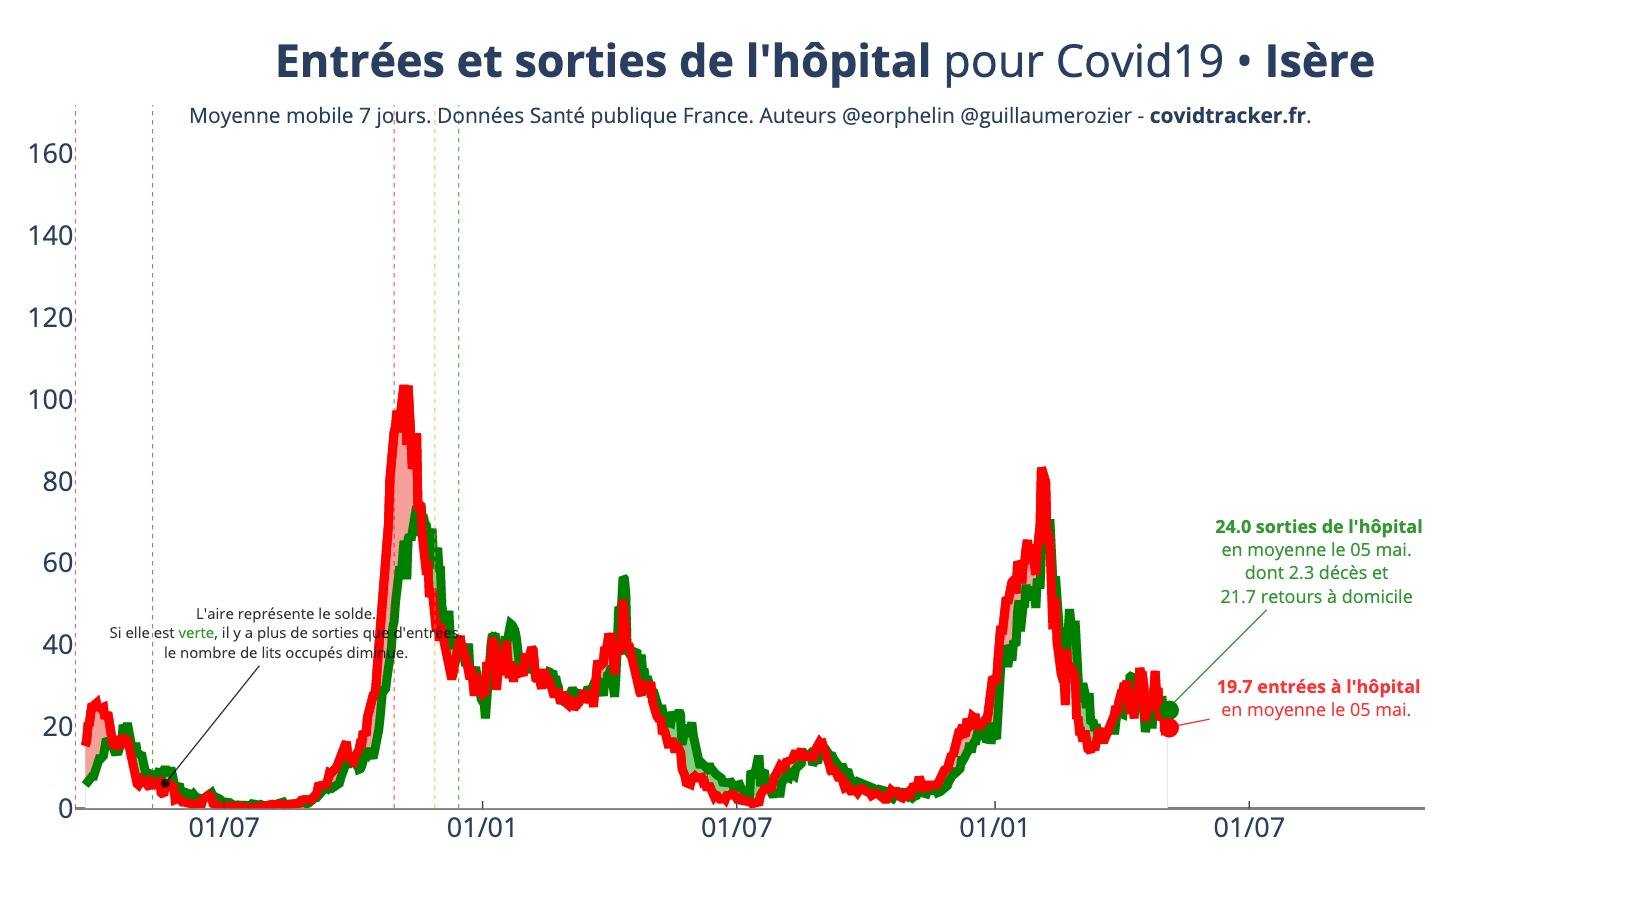 Entrées et sorties de l'hôpital pour Covid19 • Isère
Moyenne mobile 7 jours. Données Santé publique France. Auteurs @eorphelin @guillaumerozier - covidtracker.fr.
160
140
120
100
80
60
40
20
0
L'aire représente le solde.
Si elle est verte, il y a plus de sorties que d'entrées,
le nombre de lits occupés diminue.
24.0 sorties de l'hôpital
en moyenne le 05 mai.
dont 2.3 décès et
21.7 retours à domicile
19.7 entrées à l'hôpital
en moyenne le 05 mai.
01/07
01/01
01/07
01/01
01/07